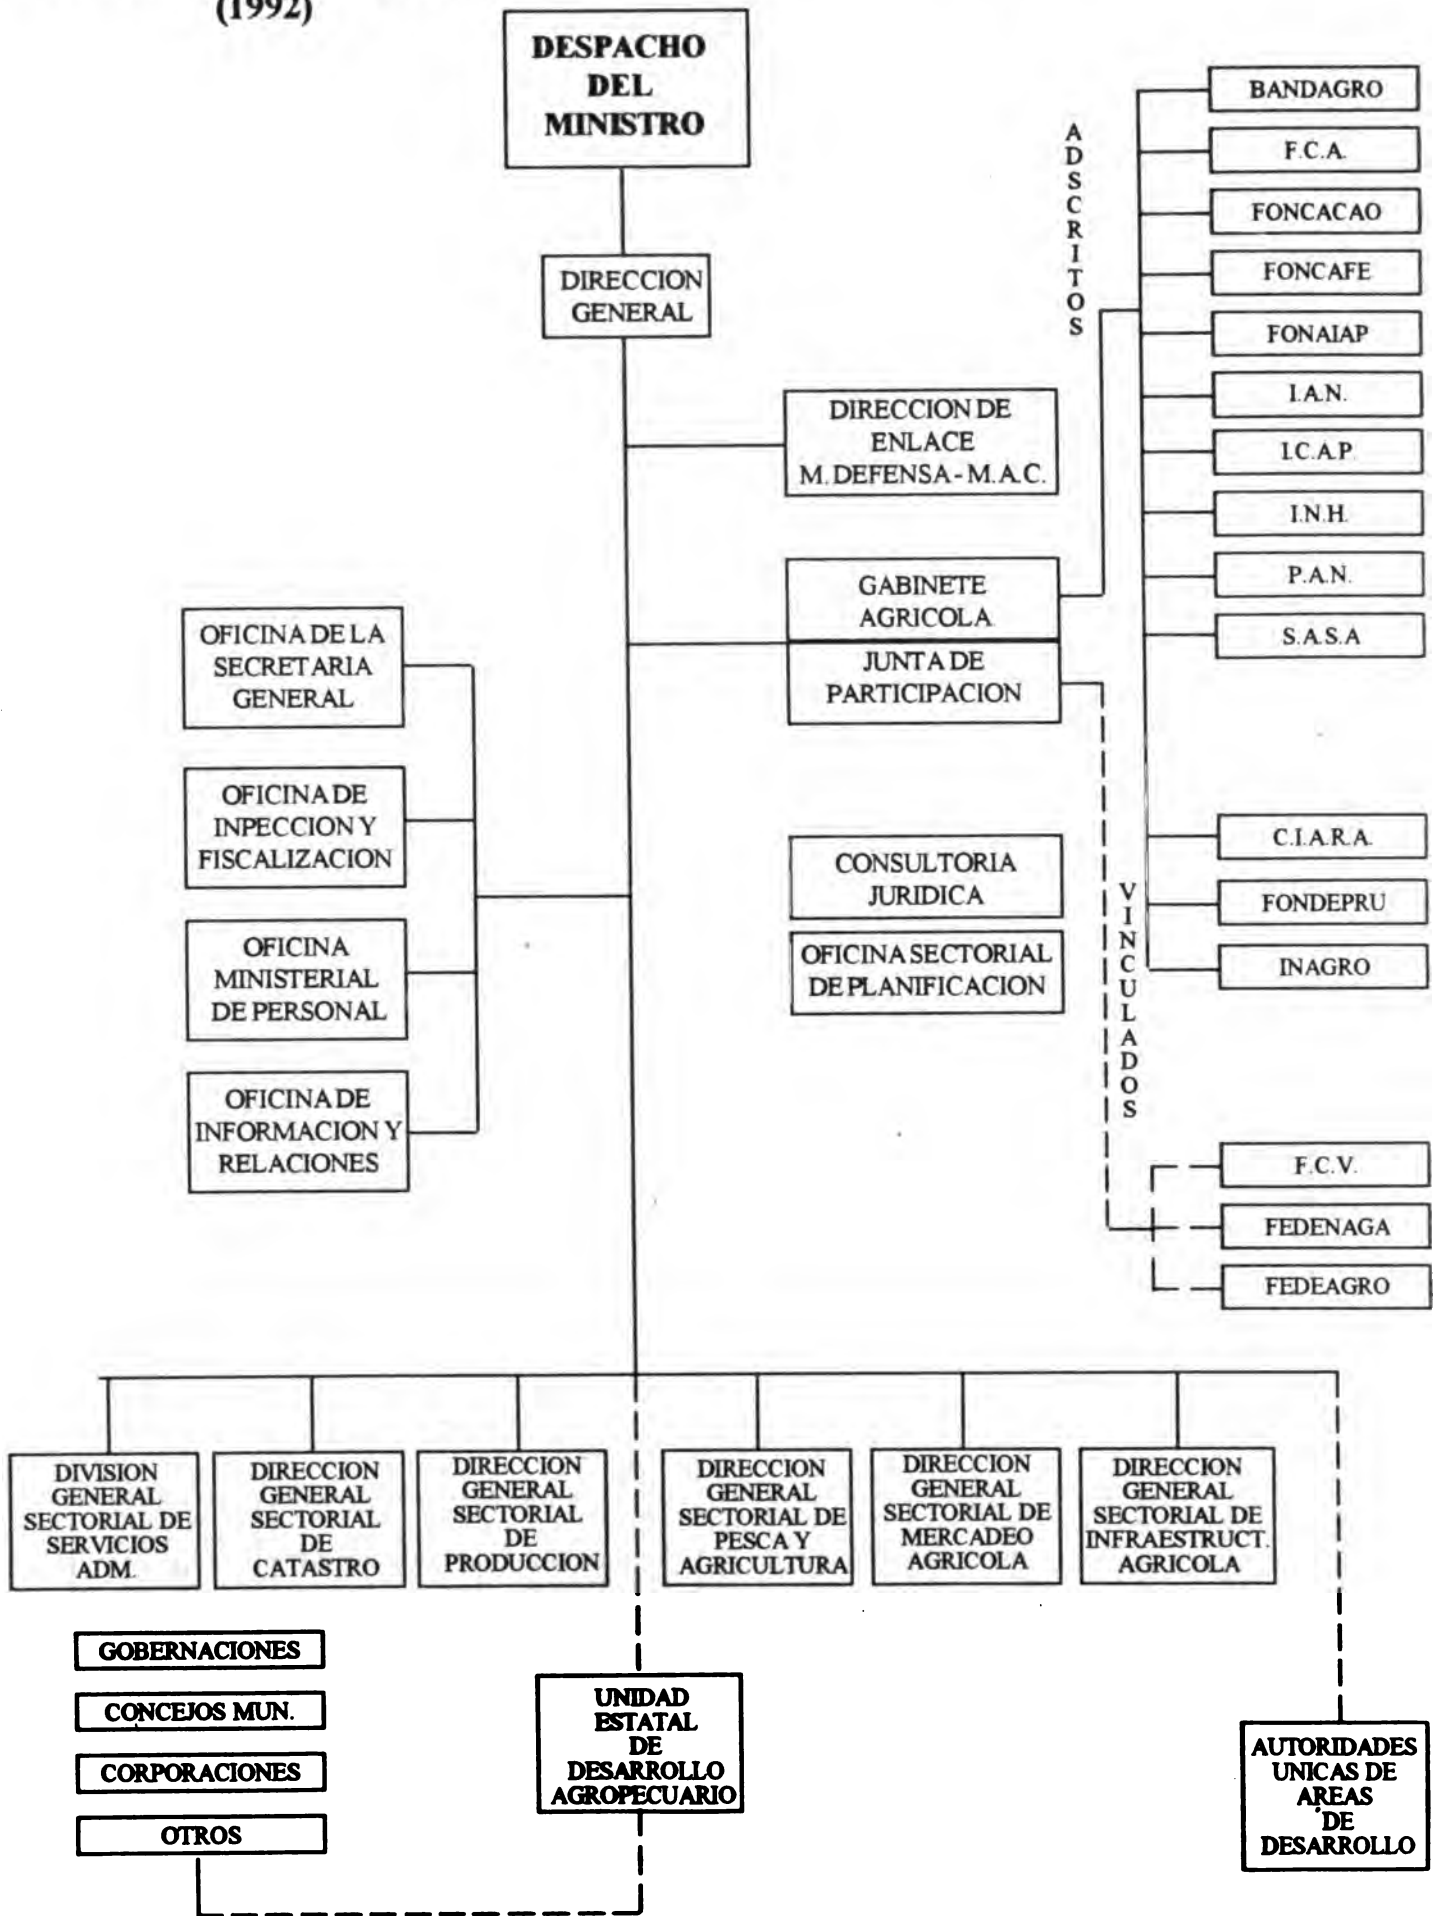 (1992)
DESPACHO
DEL
MINISTRO
DIRECCION
GENERAL
DIRECCION DE
ENLACE
M. DEFENSA - M.A.C.
GABINETE
AGRICOLA
JUNTA DE
PARTICIPACION
CONSULTORIA
JURIDICA
OFICINA SECTORIAL
DE PLANIFICACION
OFICINA DE LA
SECRETARIA
GENERAL
OFICINA DE
INPECCION Y
FISCALIZACION
OFICINA
MINISTERIAL
DE PERSONAL
OFICINA DE
INFORMACION Y
RELACIONES
ADSCRITOS
BANDAGRO
F.C.A.
FONCACAO
FONCAFE
FONAIAP
I.A.N.
I.C.A.P.
I.N.H.
P.A.N.
S.A.S.A
VINCULADOS
C.I.A.R.A.
FONDEPRU
INAGRO
F.C.V.
FEDENAGA
FEDEAGRO
DIVISION
GENERAL
SECTORIAL DE
SERVICIOS
ADM.
DIRECCION
GENERAL
SECTORIAL
DE
CATASTRO
DIRECCION
GENERAL
SECTORIAL
DE
PRODUCCION
DIRECCION
GENERAL
SECTORIAL DE
PESCA Y
AGRICULTURA
DIRECCION
GENERAL
SECTORIAL DE
MERCADEO
AGRICOLA
DIRECCION
GENERAL
SECTORIAL DE
INFRAESTRUCT.
AGRICOLA
GOBERNACIONES
CONCEJOS MUN.
CORPORACIONES
OTROS
UNIDAD
ESTATAL
DE
DESARROLLO
AGROPECUARIO
AUTORIDADES
UNICAS DE
AREAS
DE
DESARROLLO